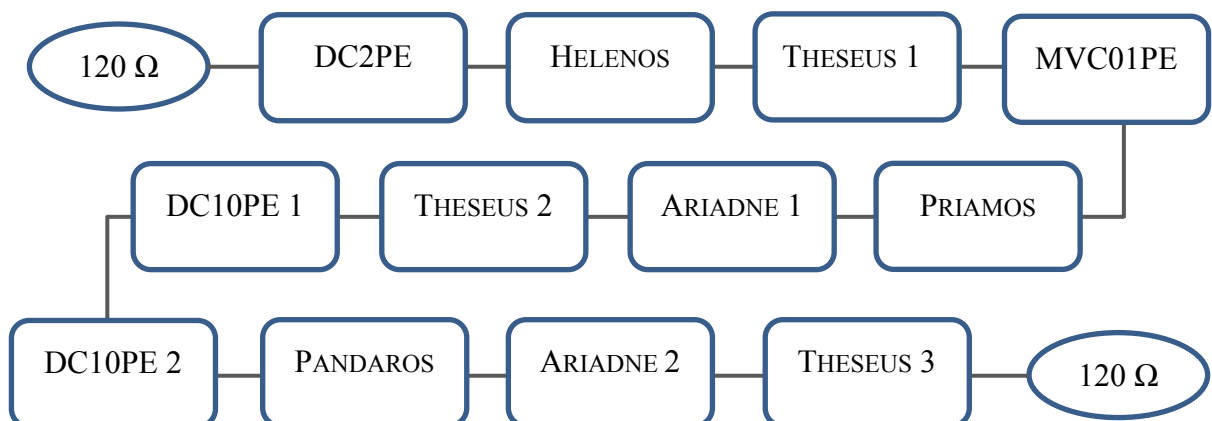 120 Ω
DC2PE
HELENOS
THESEUS 1
MVC01PE
DC10PE 1
THESEUS 2
ARIADNE 1
PRIAMOS
DC10PE 2
PANDAROS
ARIADNE 2
THESEUS 3
120 Ω